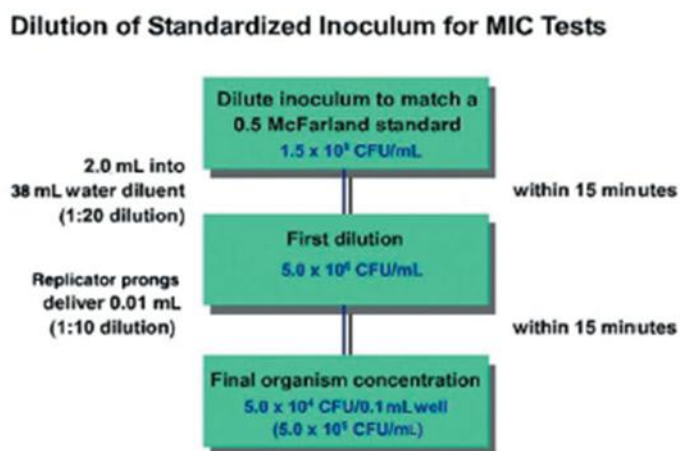 Dilution of Standardized Inoculum for MIC Tests
Dilute inoculum to match a
0.5 McFarland standard
1.5 x 10⁸ CFU/mL
2.0 mL into
38 mL water diluent
(1:20 dilution)
within 15 minutes
First dilution
5.0 x 10⁶ CFU/mL
Replicator prongs
deliver 0.01 mL
(1:10 dilution)
within 15 minutes
Final organism concentration
5.0 x 10⁴ CFU/0.1 mL well
(5.0 x 10⁵ CFU/mL)